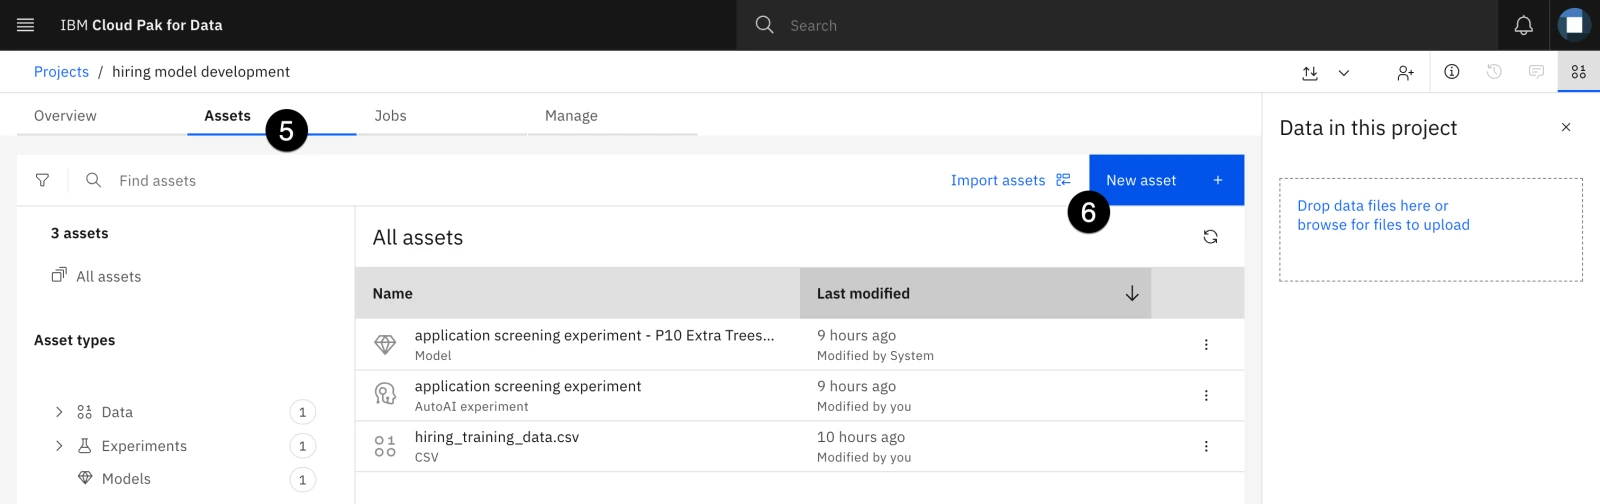 IBM Cloud Pak for Data
Search
Projects / hiring model development
Overview
Assets
5
Jobs
Manage
Data in this project
Find assets
Import assets
New asset +
6
Drop data files here or
browse for files to upload
3 assets
All assets
Asset types
Data 1
Experiments 1
Models 1
All assets
Name Last modified
application screening experiment - P10 Extra Trees... 9 hours ago
Model Modified by System
application screening experiment 9 hours ago
AutoAI experiment Modified by you
hiring_training_data.csv 10 hours ago
CSV Modified by you